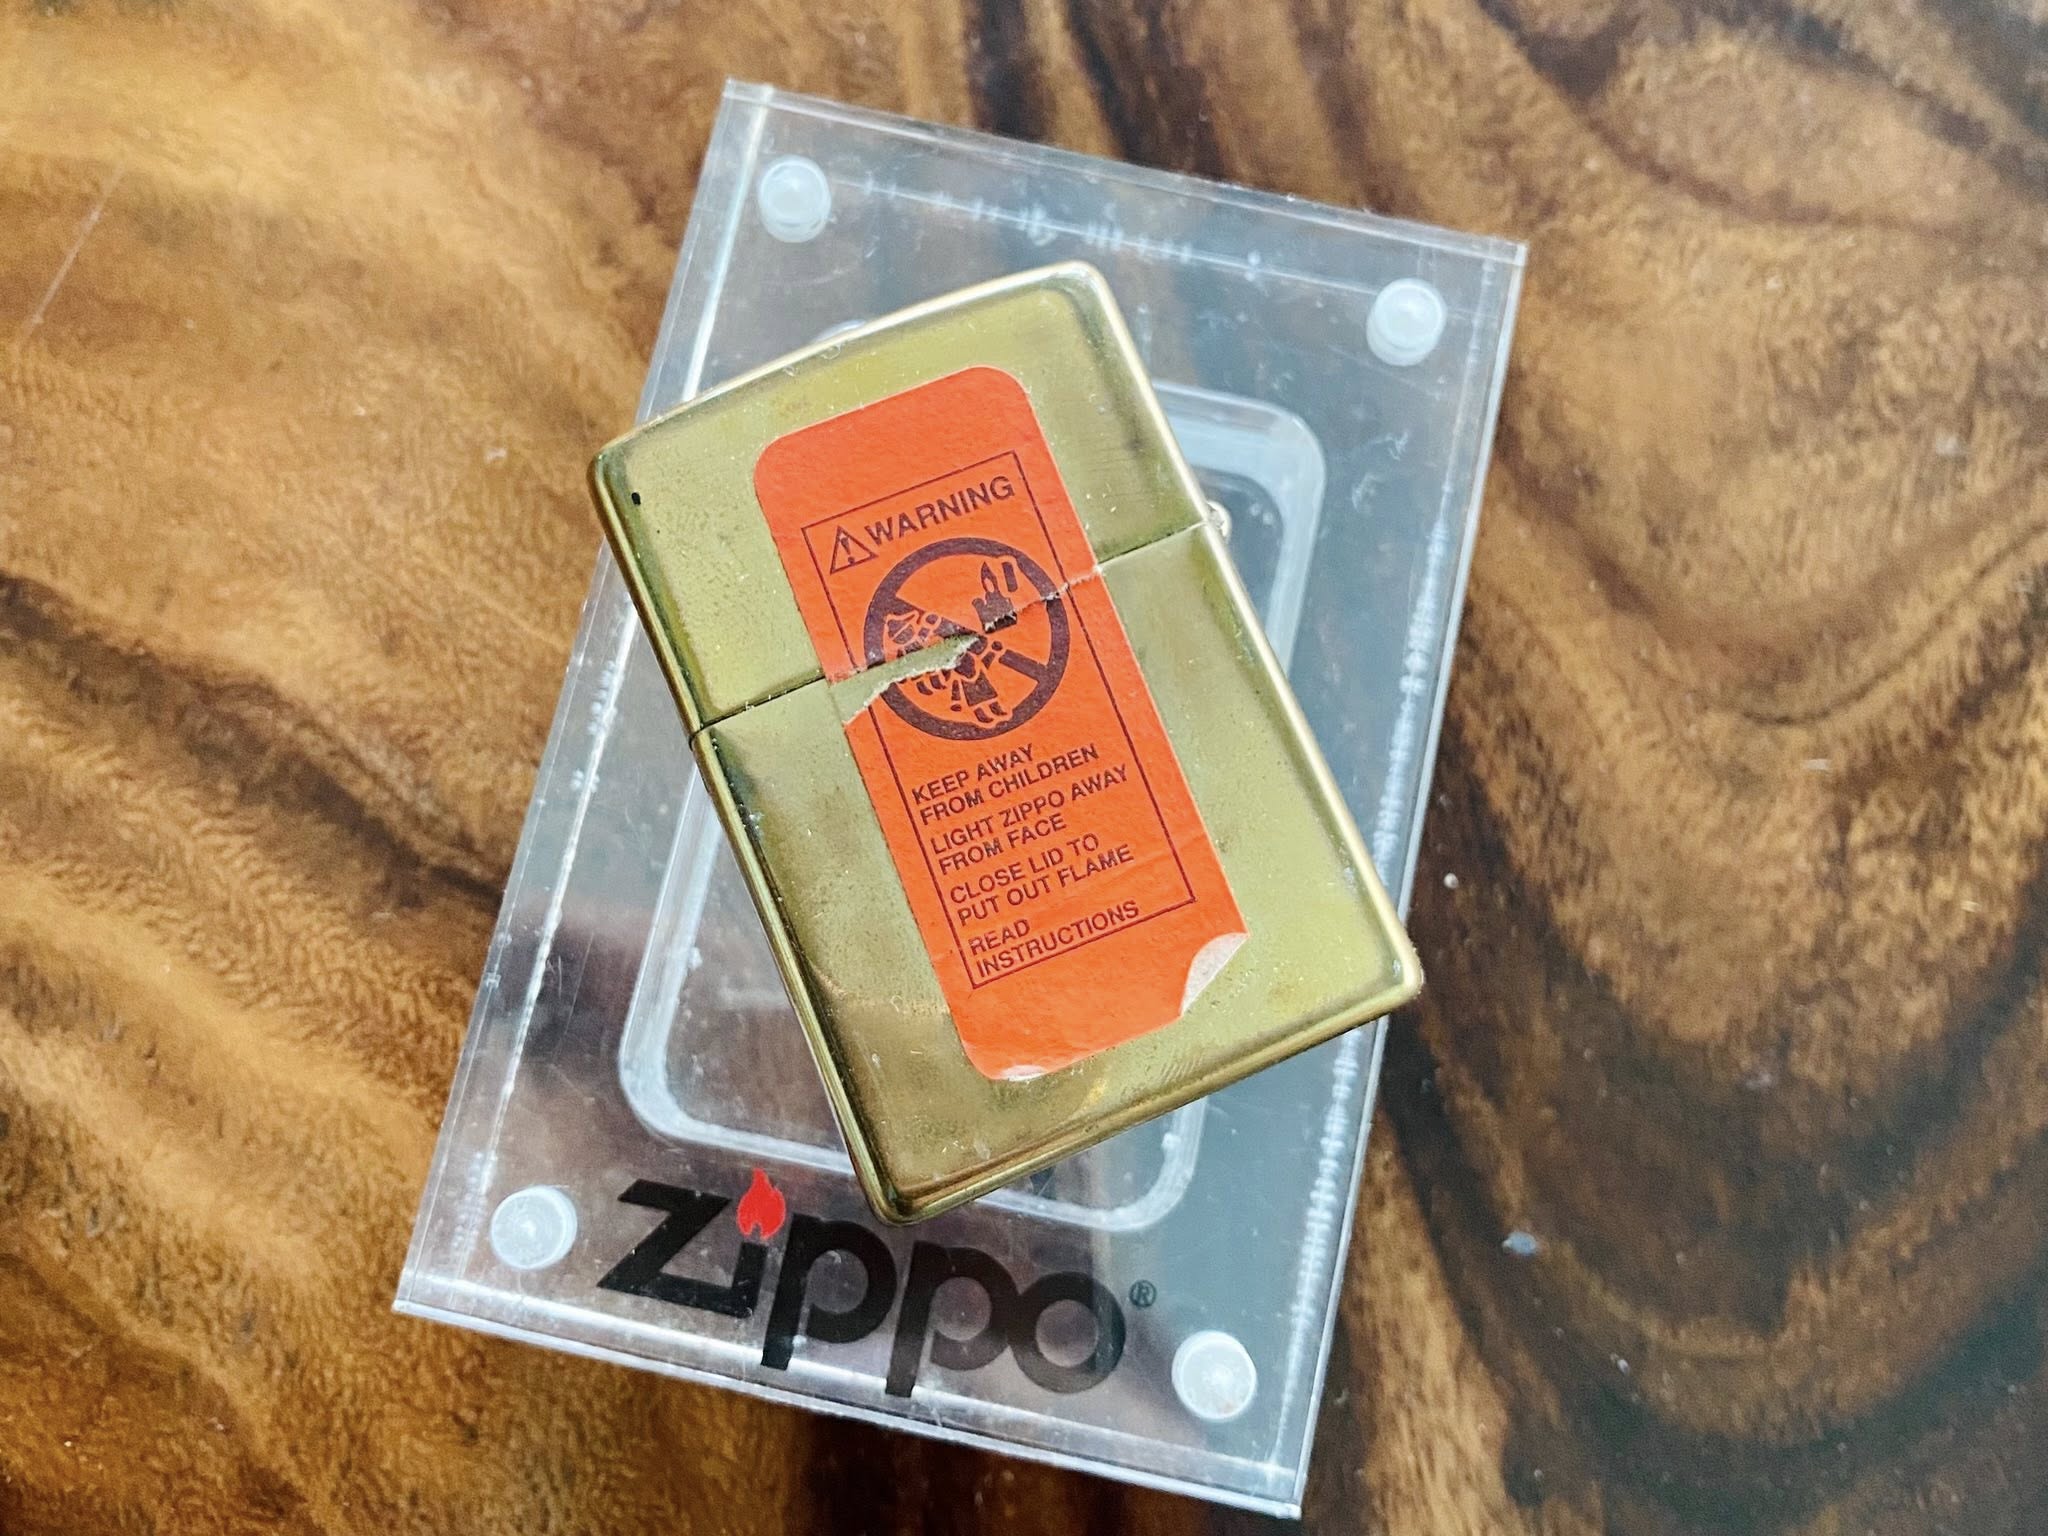 WARNING
KEEP AWAY
FROM CHILDREN
LIGHT ZIPPO AWAY
FROM FACE
CLOSE LID TO
PUT OUT FLAME
READ
INSTRUCTIONS
zippo®